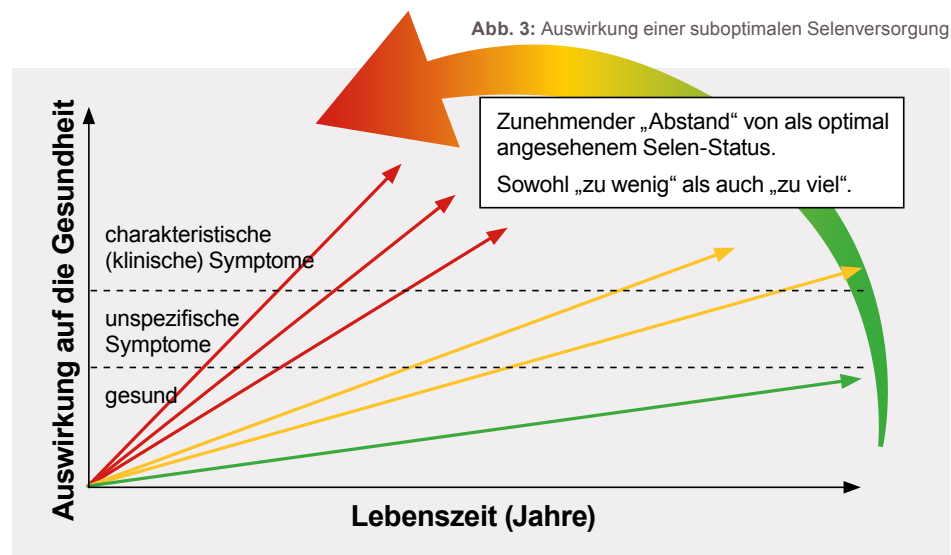 Abb. 3: Auswirkung einer suboptimalen Selenversorgung
Zunehmender „Abstand“ von als optimal
angesehenem Selen-Status.
Sowohl „zu wenig“ als auch „zu viel“.
Auswirkung auf die Gesundheit
charakteristische
(klinische) Symptome
unspezifische
Symptome
gesund
Lebenszeit (Jahre)